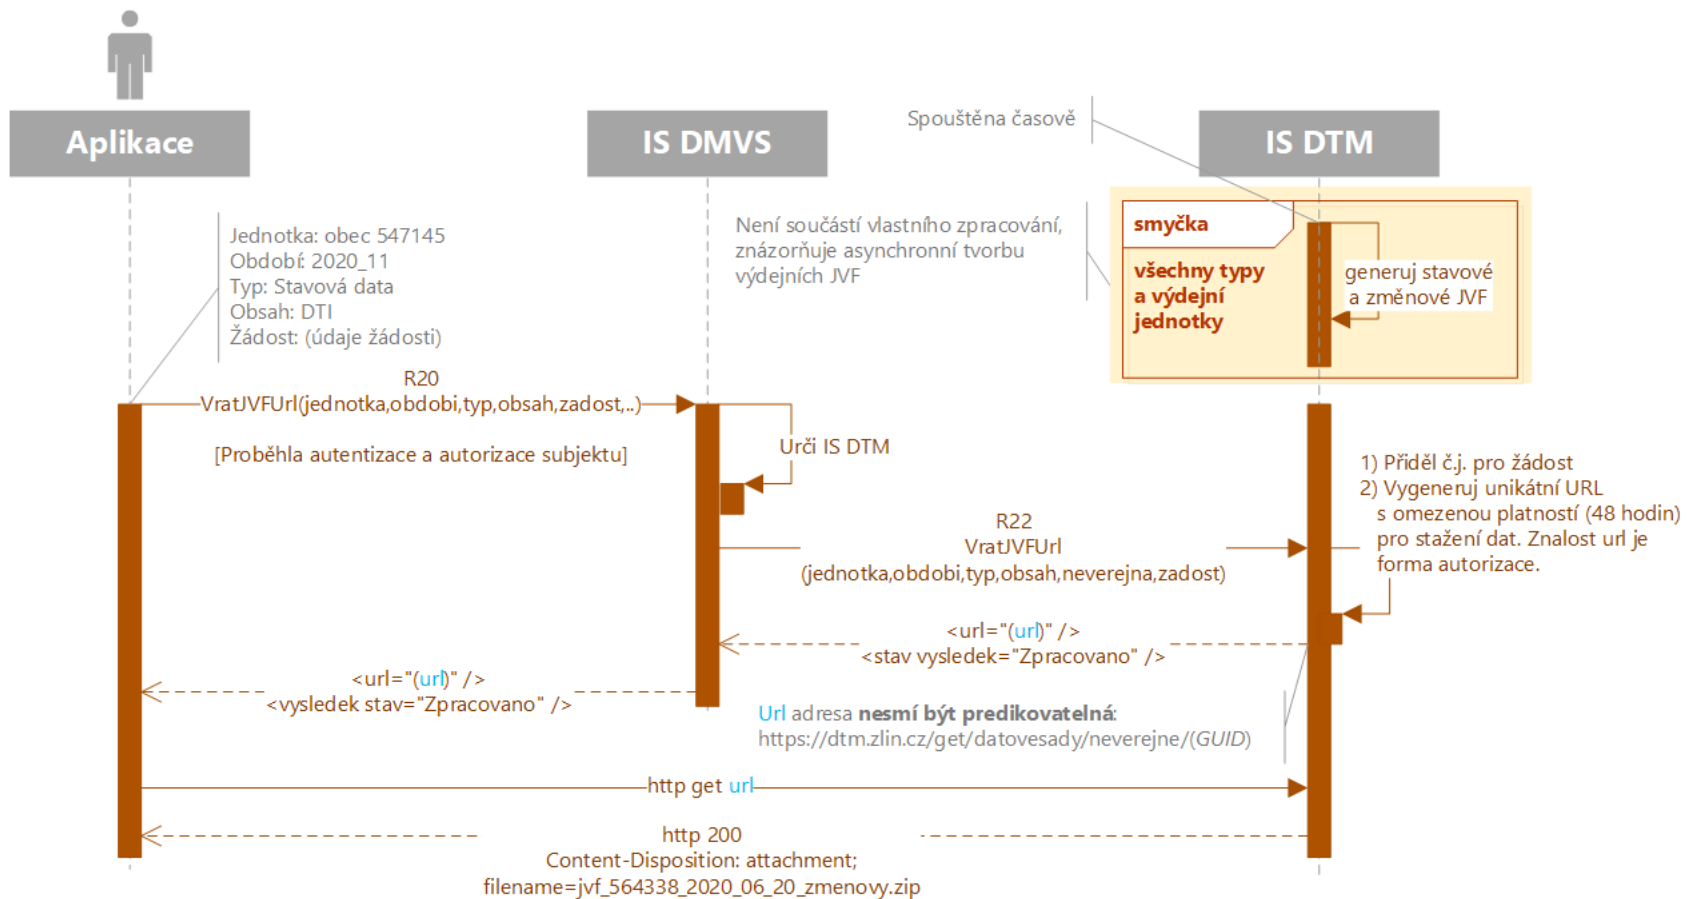 Aplikace
IS DMVS
Spouštěna časově
IS DTM
Jednotka: obec 547145
Období: 2020_11
Typ: Stavová data
Obsah: DTI
Žádost: (údaje žádosti)
Není součástí vlastního zpracování,
znázorňuje asynchronní tvorbu
výdejních JVF
smyčka
všechny typy
a výdejní
jednotky
generuj stavové
a změnové JVF
R20
VratJVFUrl(jednotka,obdobi,typ,obsah,zadost,..)
[Proběhla autentizace a autorizace subjektu]
Urči IS DTM
1) Přiděl č.j. pro žádost
2) Vygeneruj unikátní URL
s omezenou platností (48 hodin)
pro stažení dat. Znalost url je
forma autorizace.
R22
VratJVFUrl
(jednotka,obdobi,typ,obsah,neverejna,zadost)
<url="(url)" />
<stav vysledek="Zpracovano" />
<url="(url)" />
<vysledek stav="Zpracovano" />
Url adresa nesmí být predikovatelná:
https://dtm.zlin.cz/get/datovesady/neverejne/(GUID)
http get url
http 200
Content-Disposition: attachment;
filename=jvf_564338_2020_06_20_zmenovy.zip